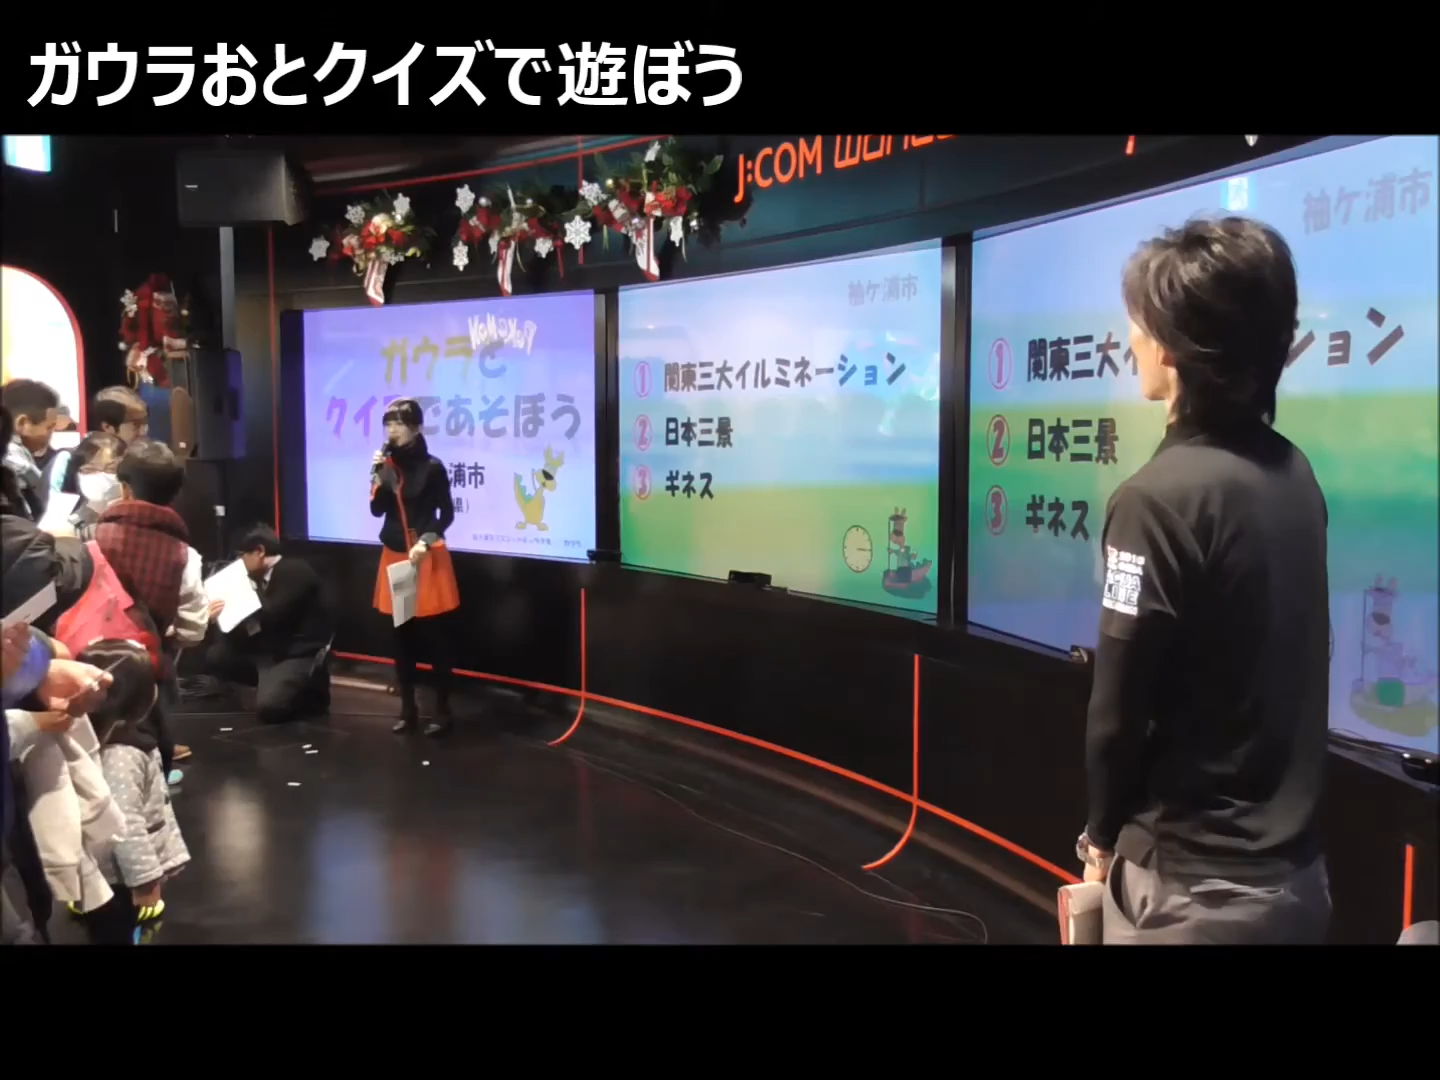 ガウラおとクイズで遊ぼう
J:COM
袖ケ浦市
ガウラと
クイズであそぼう
浦市
袖ケ浦市
① 関東三大イルミネーション
② 日本三景
③ ギネス
① 関東三大イ ション
② 日本三景
③ ギネス